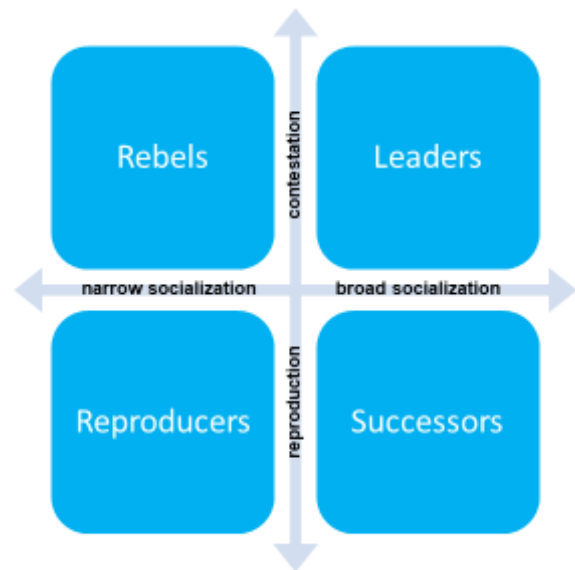 Rebels
contestation
Leaders
narrow socialization
broad socialization
Reproducers
reproduction
Successors